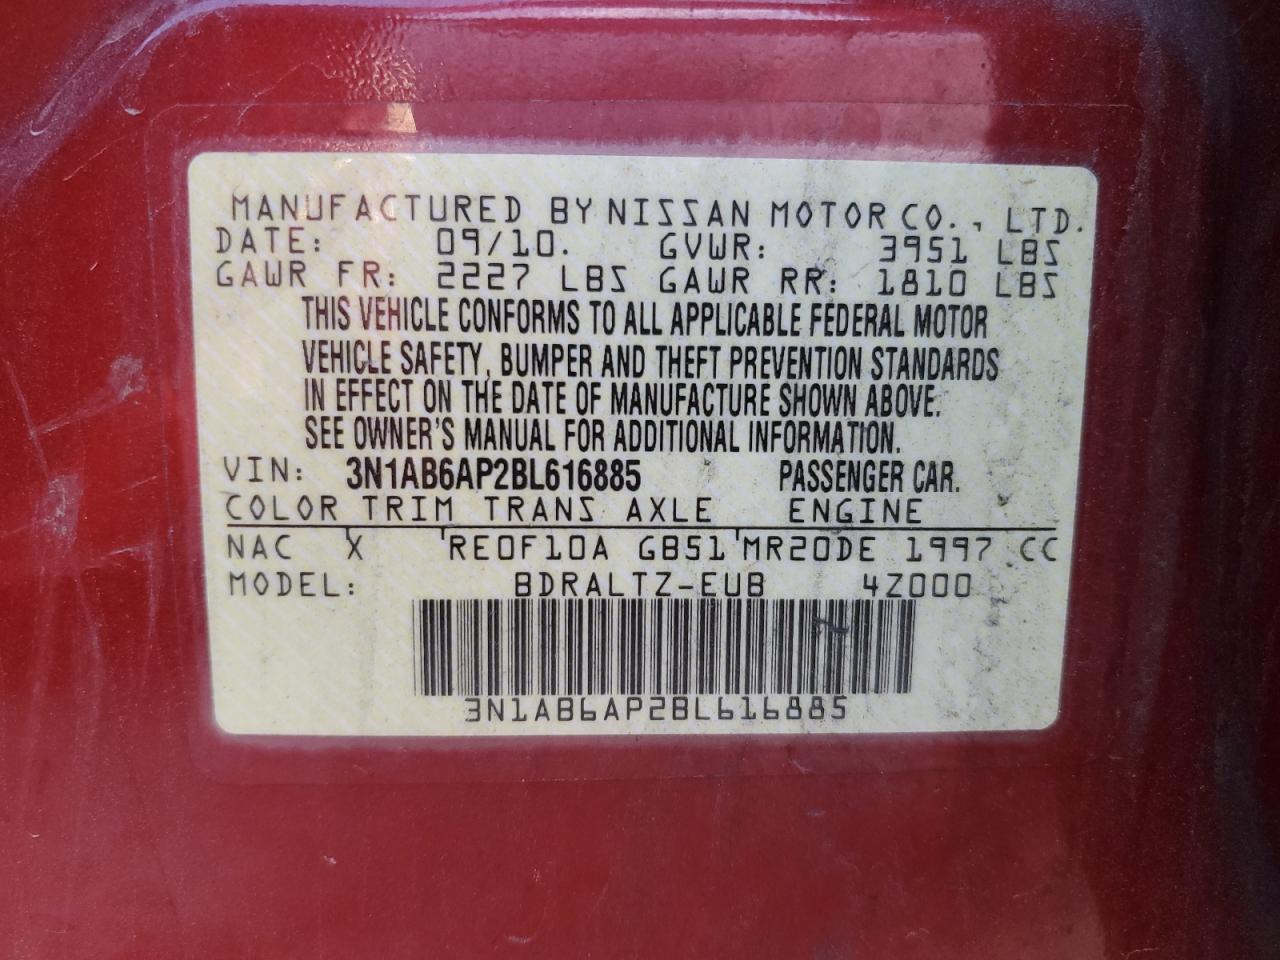 MANUFACTURED BY NISSAN MOTOR CO., LTD.
DATE: 09/10. GVWR: 3951 LBS
GAWR FR: 2227 LBS GAWR RR: 1810 LBS
THIS VEHICLE CONFORMS TO ALL APPLICABLE FEDERAL MOTOR
VEHICLE SAFETY, BUMPER AND THEFT PREVENTION STANDARDS
IN EFFECT ON THE DATE OF MANUFACTURE SHOWN ABOVE.
SEE OWNER'S MANUAL FOR ADDITIONAL INFORMATION.
VIN: 3N1AB6AP2BL616885 PASSENGER CAR.
COLOR TRIM TRANS AXLE ENGINE
NAC X RE0F10A GB51 MR20DE 1997 CC
MODEL: BDRALTZ-EUB 4Z000
3N1AB6AP2BL616885